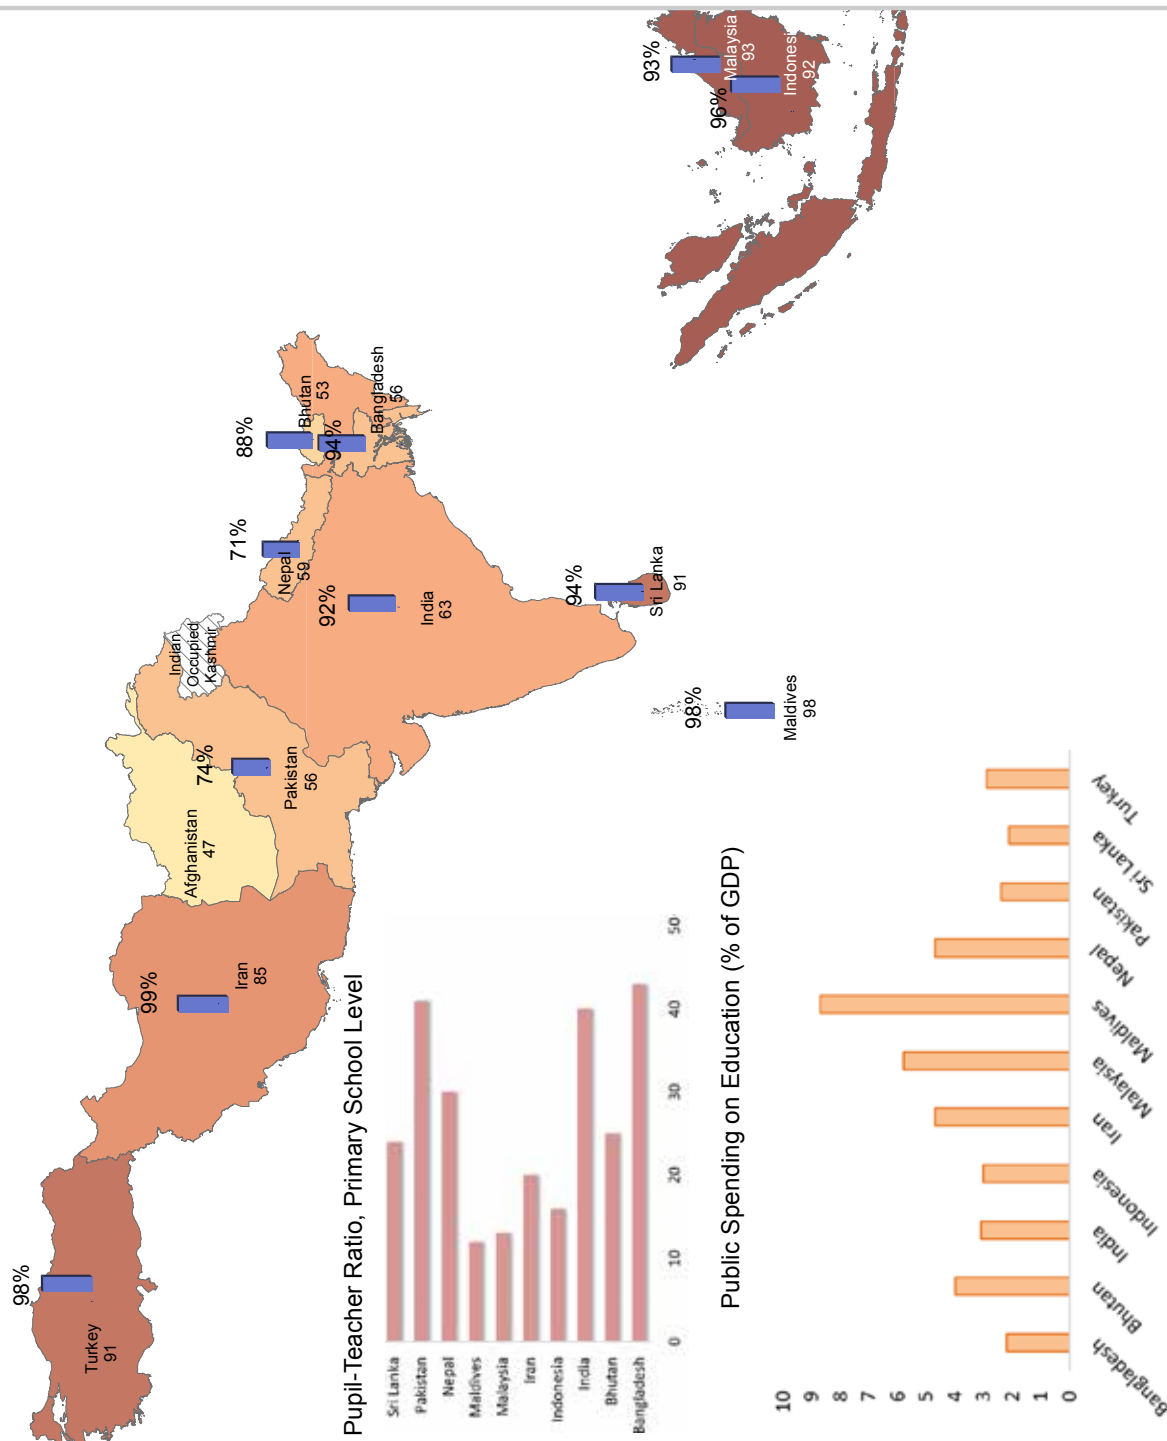 98%
Turkey
91
99%
Iran
85
Afghanistan
47
74%
Pakistan
56
Indian
Occupied
Kashmir
71%
Nepal
59
92%
India
63
88%
Bhutan
53
94%
Bangladesh
56
94%
Sri Lanka
91
98%
Maldives
98
93%
Malaysia
93
96%
Indonesi
92
Pupil-Teacher Ratio, Primary School Level
Sri Lanka
Pakistan
Nepal
Maldives
Malaysia
Iran
Indonesia
India
Bhutan
Bangladesh
0
10
20
30
40
50
Public Spending on Education (% of GDP)
10
9
8
7
6
5
4
3
2
1
0
Bangladesh
Bhutan
India
Indonesia
Iran
Malaysia
Maldives
Nepal
Pakistan
Sri Lanka
Turkey